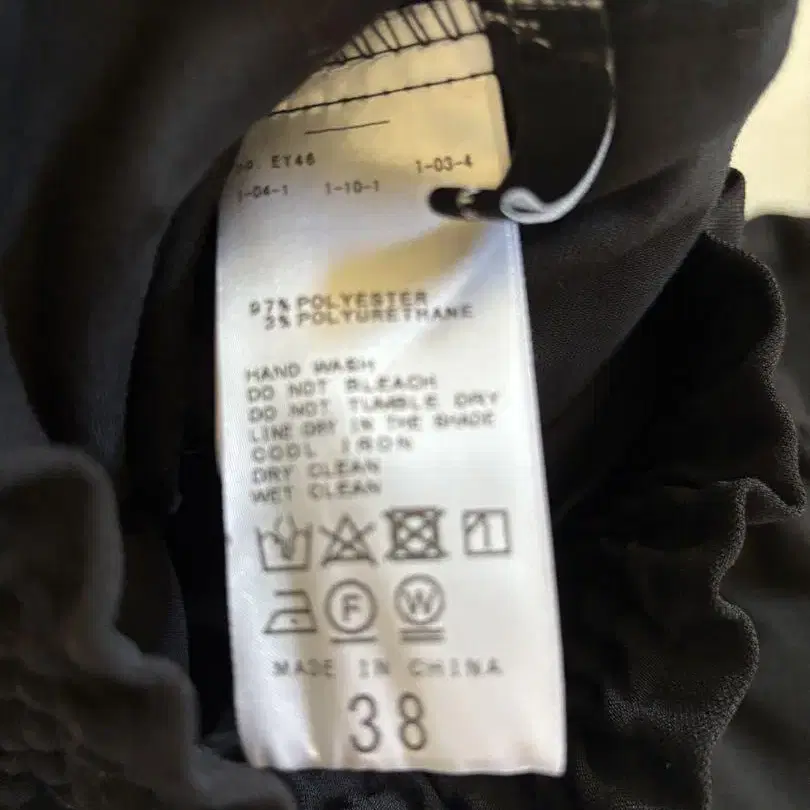 EY46
1-03-4
1-04-1 1-10-1
97% POLYESTER
3% POLYURETHANE
HAND WASH
DO NOT BLEACH
DO NOT TUMBLE DRY
LINE DRY IN THE SHADE
COOL IRON
DRY CLEAN
WET CLEAN
F W
MADE IN CHINA
38